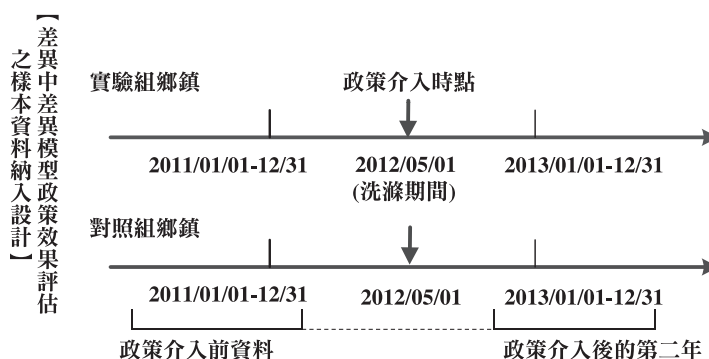 【差異中差異模型政策效果評估
之樣本資料納入設計】
實驗組鄉鎮
政策介入時點
2011/01/01-12/31
2012/05/01
2013/01/01-12/31
(洗滌期間)
對照組鄉鎮
2011/01/01-12/31
2012/05/01
2013/01/01-12/31
政策介入前資料
政策介入後的第二年